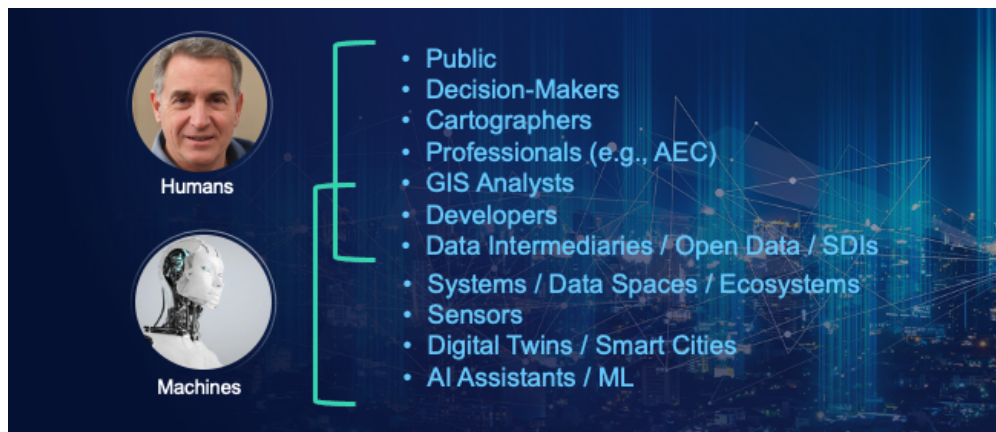 Humans
Machines
• Public
• Decision-Makers
• Cartographers
• Professionals (e.g., AEC)
• GIS Analysts
• Developers
• Data Intermediaries / Open Data / SDIs
• Systems / Data Spaces / Ecosystems
• Sensors
• Digital Twins / Smart Cities
• AI Assistants / ML